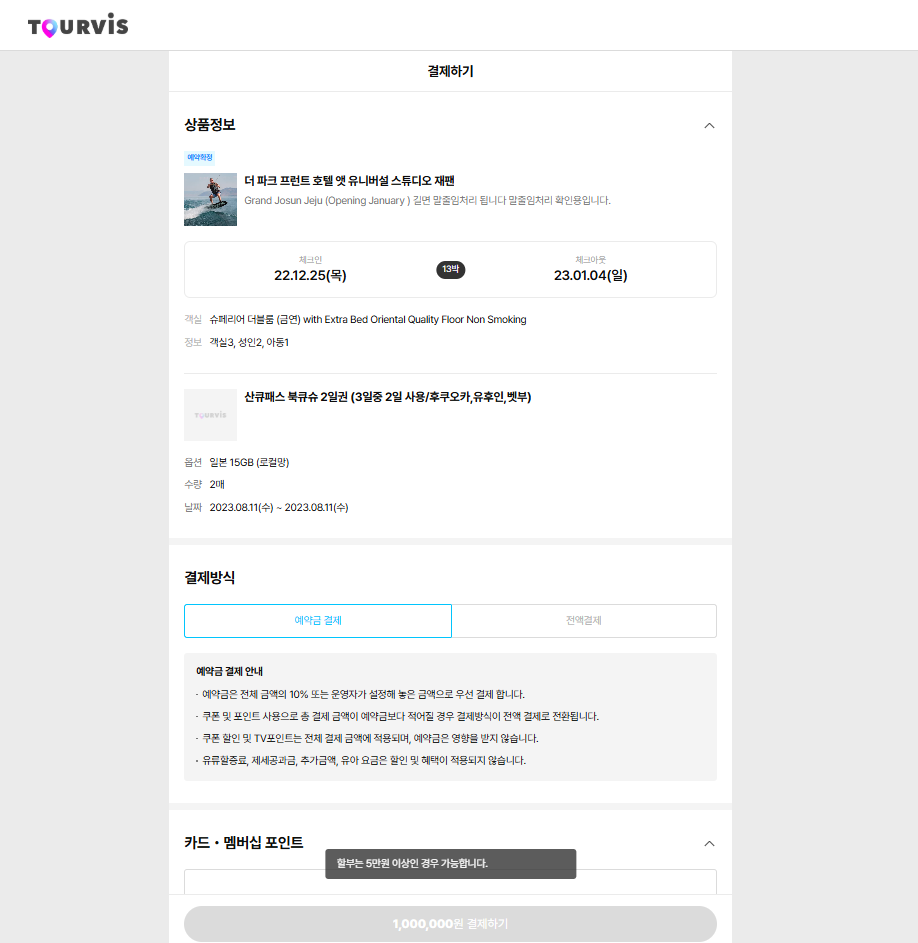 TOURVIS
결제하기
상품정보
예약확정
더 파크 프런트 호텔 앳 유니버설 스튜디오 재팬
Grand Josun Jeju (Opening January ) 길면 말줄임처리 됩니다 말줄임처리 확인용입니다.
체크인
22.12.25(목)
13박
체크아웃
23.01.04(일)
객실 슈페리어 더블룸 (금연) with Extra Bed Oriental Quality Floor Non Smoking
정보 객실3, 성인2, 아동1
TOURVIS
산큐패스 북큐슈 2일권 (3일중 2일 사용/후쿠오카,유후인,벳부)
옵션 일본 15GB (로컬망)
수량 2매
날짜 2023.08.11(수) ~ 2023.08.11(수)
결제방식
예약금 결제
전액결제
예약금 결제 안내
· 예약금은 전체 금액의 10% 또는 운영자가 설정해 놓은 금액으로 우선 결제 합니다.
· 쿠폰 및 포인트 사용으로 총 결제 금액이 예약금보다 적어질 경우 결제방식이 전액 결제로 전환됩니다.
· 쿠폰 할인 및 TV포인트는 전체 결제 금액에 적용되며, 예약금은 영향을 받지 않습니다.
· 유류할증료, 제세공과금, 추가금액, 유아 요금은 할인 및 혜택이 적용되지 않습니다.
카드 • 멤버십 포인트
할부는 5만원 이상인 경우 가능합니다.
1,000,000원 결제하기